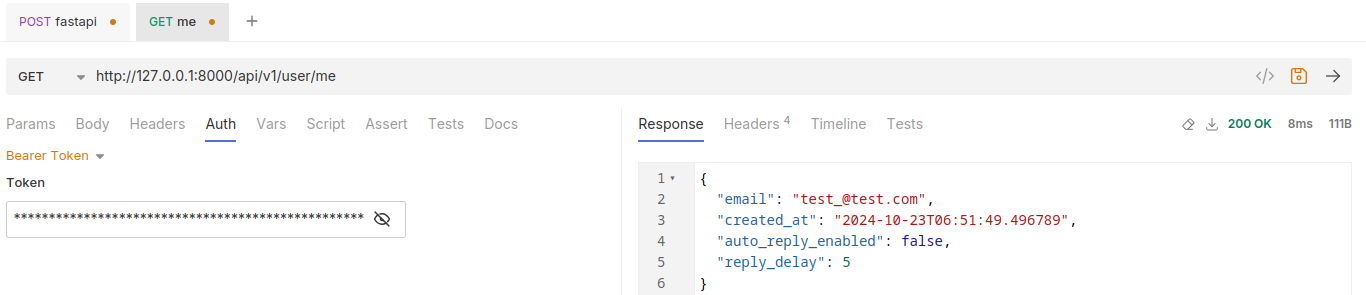 POST fastapi
GET me
+
GET http://127.0.0.1:8000/api/v1/user/me </>
Params Body Headers Auth Vars Script Assert Tests Docs
Bearer Token
Token
**************************************************
Response Headers 4 Timeline Tests 200 OK 8ms 111B
1 {
2 "email": "test_@test.com",
3 "created_at": "2024-10-23T06:51:49.496789",
4 "auto_reply_enabled": false,
5 "reply_delay": 5
6 }